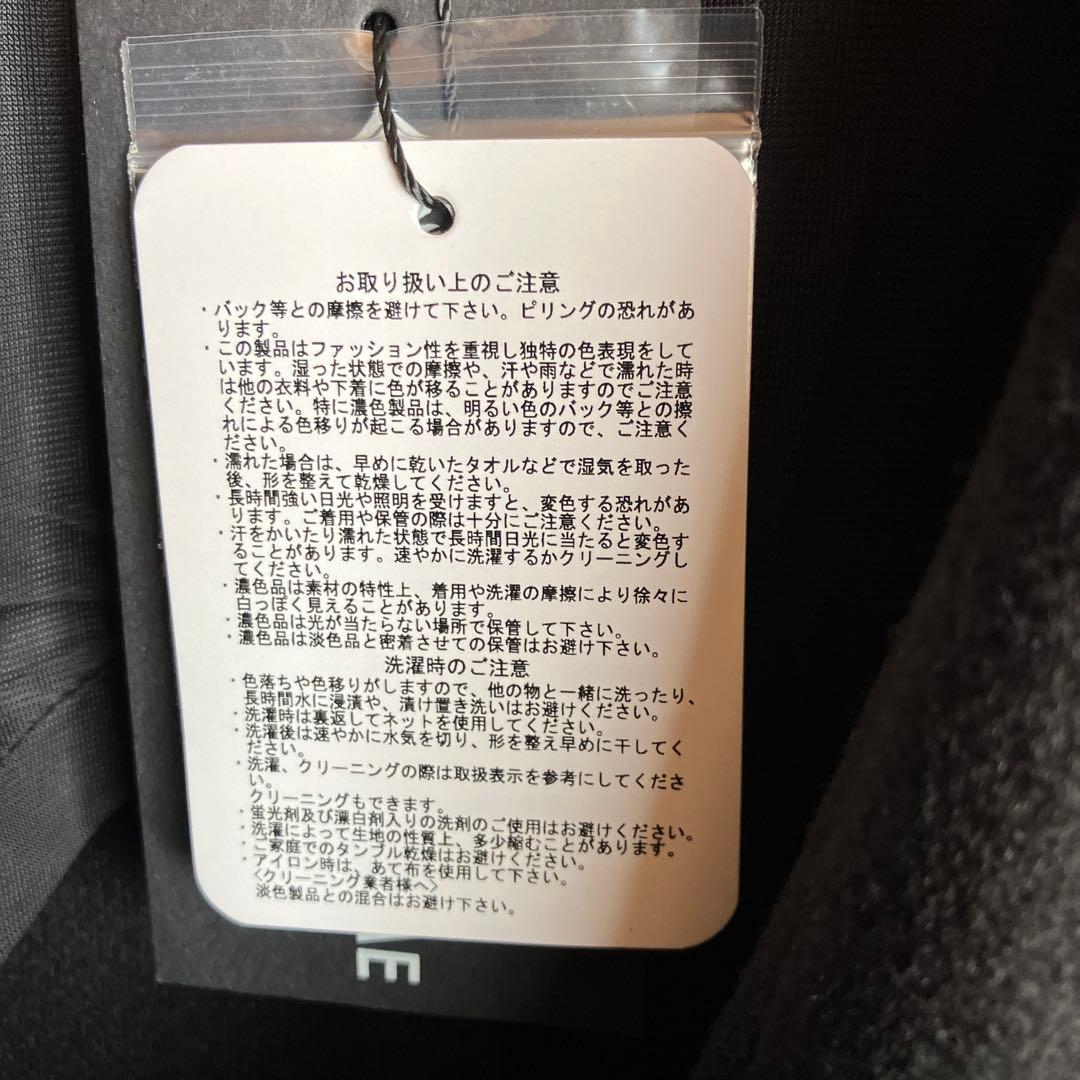 お取り扱い上のご注意
・バック等との摩擦を避けて下さい。ピリングの恐れがあ
ります。
・この製品はファッション性を重視し独特の色表現をして
います。湿った状態での摩擦や、汗や雨などで濡れた時
は他の衣料や下着に色が移ることがありますのでご注意
ください。特に濃色製品は、明るい色のバック等との擦
れによる色移りが起こる場合がありますので、ご注意く
ださい。
・濡れた場合は、早めに乾いたタオルなどで湿気を取った
後、形を整えて乾燥してください。
・長時間強い日光や照明を受けますと、変色する恐れがあ
ります。ご着用や保管の際は十分にご注意ください。
・汗をかいたり濡れた状態で長時間日光に当たると変色す
ることがあります。速やかに洗濯するかクリーニングし
てください。
・濃色品は素材の特性上、着用や洗濯の摩擦により徐々に
白っぽく見えることがあります。
・濃色品は光が当たらない場所で保管して下さい。
・濃色品は淡色品と密着させての保管はお避け下さい。
洗濯時のご注意
・色落ちや色移りがしますので、他の物と一緒に洗ったり、
長時間水に浸漬や、漬け置き洗いはお避けください。
・洗濯時は裏返してネットを使用してください。
・洗濯後は速やかに水気を切り、形を整え早めに干してく
ださい。
・洗濯、クリーニングの際は取扱表示を参考にしてくださ
い。
クリーニングもできます。
・蛍光剤及び漂白剤入りの洗剤のご使用はお避けください。
・洗濯によって生地の性質上、多少縮むことがあります。
・ご家庭でのタンブル乾燥はお避けください。
・アイロン時は、あて布を使用して下さい。
〈クリーニング業者様へ〉
淡色製品との混合はお避け下さい。